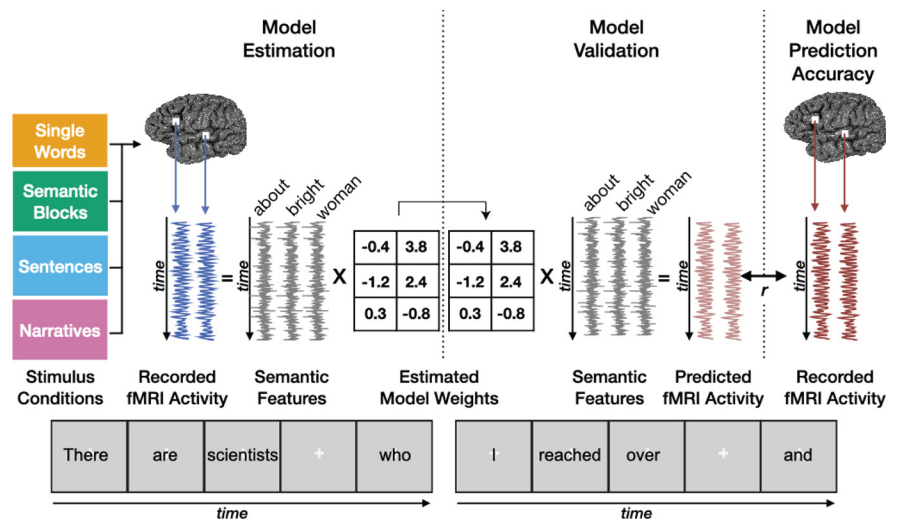 Model
Estimation
Model
Validation
Model
Prediction
Accuracy
Single
Words
Semantic
Blocks
Sentences
Narratives
about
bright
woman
about
bright
woman
time
=
time
X
-0.4 3.8
-1.2 2.4
0.3 -0.8
-0.4 3.8
-1.2 2.4
0.3 -0.8
X
time
=
time
r
time
Stimulus
Conditions
Recorded
fMRI Activity
Semantic
Features
Estimated
Model Weights
Semantic
Features
Predicted
fMRI Activity
Recorded
fMRI Activity
There are scientists + who
I reached over + and
time
time